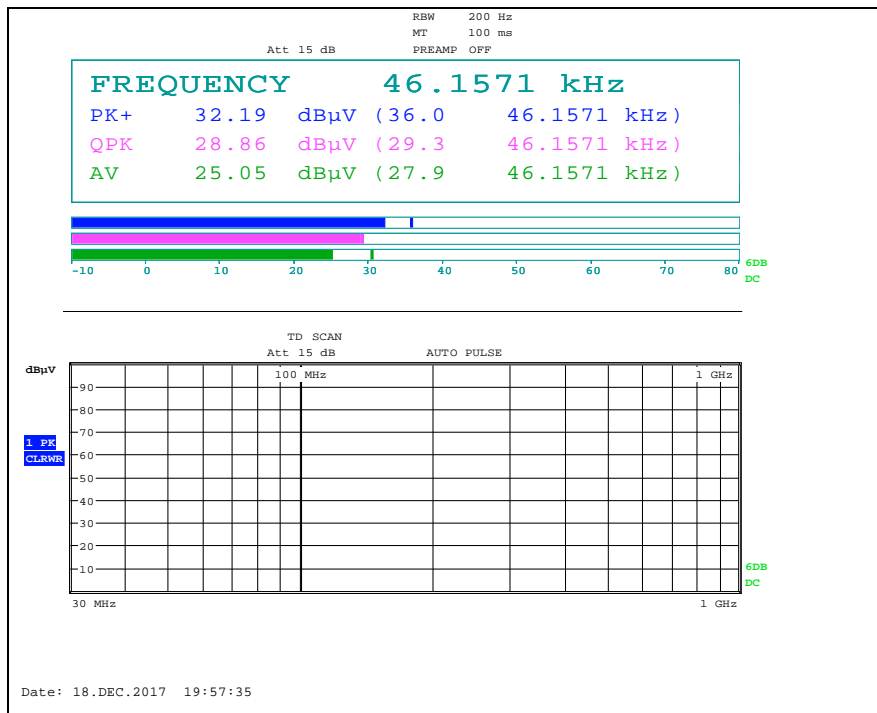 RBW 200 Hz
MT 100 ms
Att 15 dB PREAMP OFF
FREQUENCY 46.1571 kHz
PK+ 32.19 dBµV (36.0 46.1571 kHz)
QPK 28.86 dBµV (29.3 46.1571 kHz)
AV 25.05 dBµV (27.9 46.1571 kHz)
-10 0 10 20 30 40 50 60 70 80
6DB
DC
TD SCAN
Att 15 dB AUTO PULSE
dBµV
100 MHz 1 GHz
90
80
70
1 PK
60
CLRWR
50
40
30
20
10
6DB
DC
30 MHz 1 GHz
Date: 18.DEC.2017 19:57:35